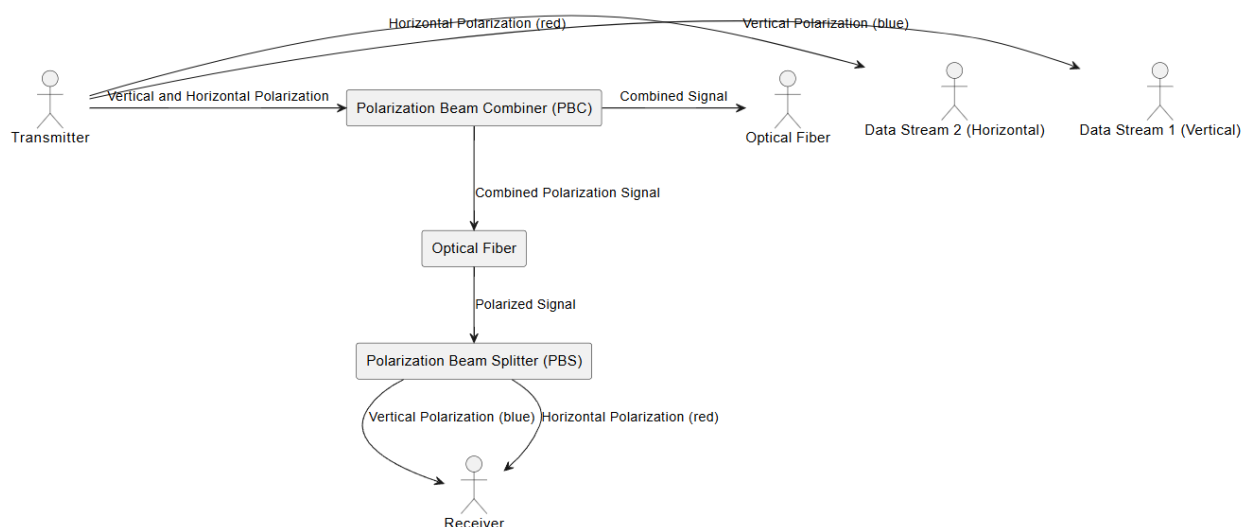 Horizontal Polarization (red)
Vertical Polarization (blue)
Vertical and Horizontal Polarization
Polarization Beam Combiner (PBC)
Combined Signal
Transmitter
Optical Fiber
Data Stream 2 (Horizontal)
Data Stream 1 (Vertical)
Combined Polarization Signal
Optical Fiber
Polarized Signal
Polarization Beam Splitter (PBS)
Vertical Polarization (blue)
Horizontal Polarization (red)
Receiver